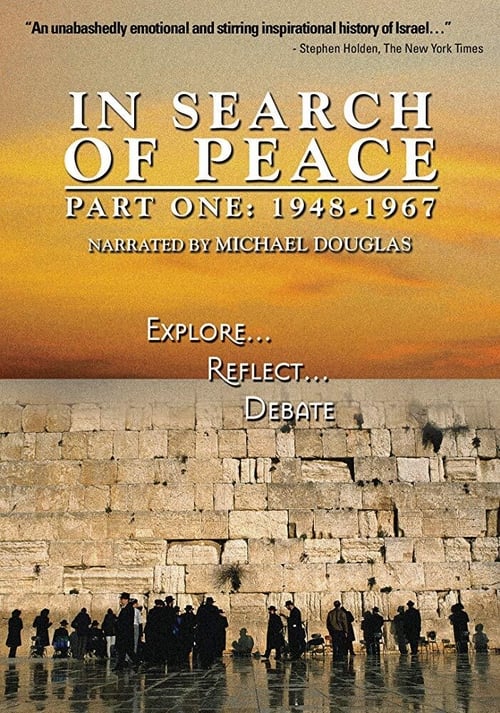 “An unabashedly emotional and stirring inspirational history of Israel…”
- Stephen Holden, The New York Times
IN SEARCH
OF PEACE
PART ONE: 1948-1967
NARRATED BY MICHAEL DOUGLAS
EXPLORE...
REFLECT...
DEBATE